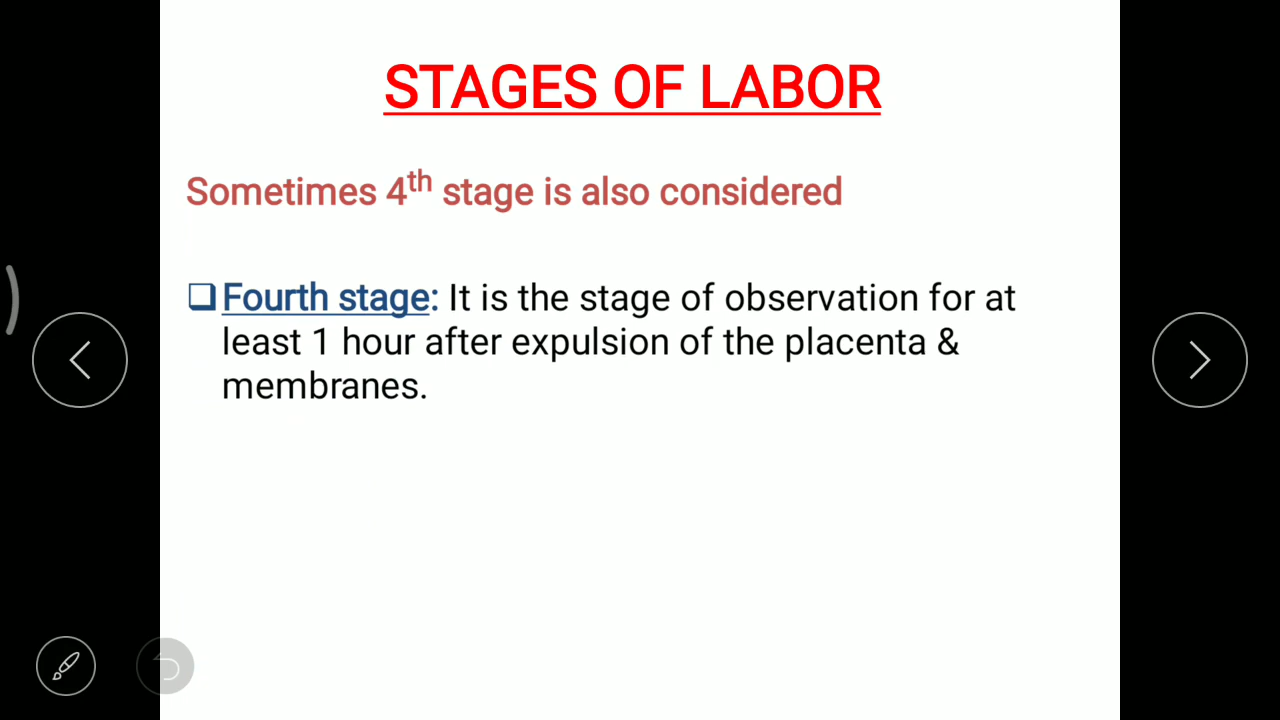 STAGES OF LABOR
Sometimes 4th stage is also considered
Fourth stage: It is the stage of observation for at
least 1 hour after expulsion of the placenta &
membranes.